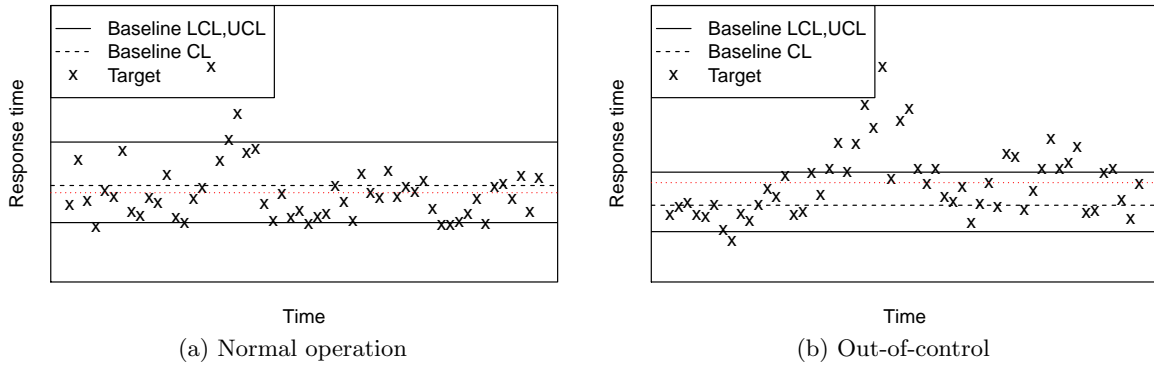 Response time
Baseline LCL,UCL
Baseline CL
x Target
Time
(a) Normal operation
Response time
Baseline LCL,UCL
Baseline CL
x Target
Time
(b) Out-of-control